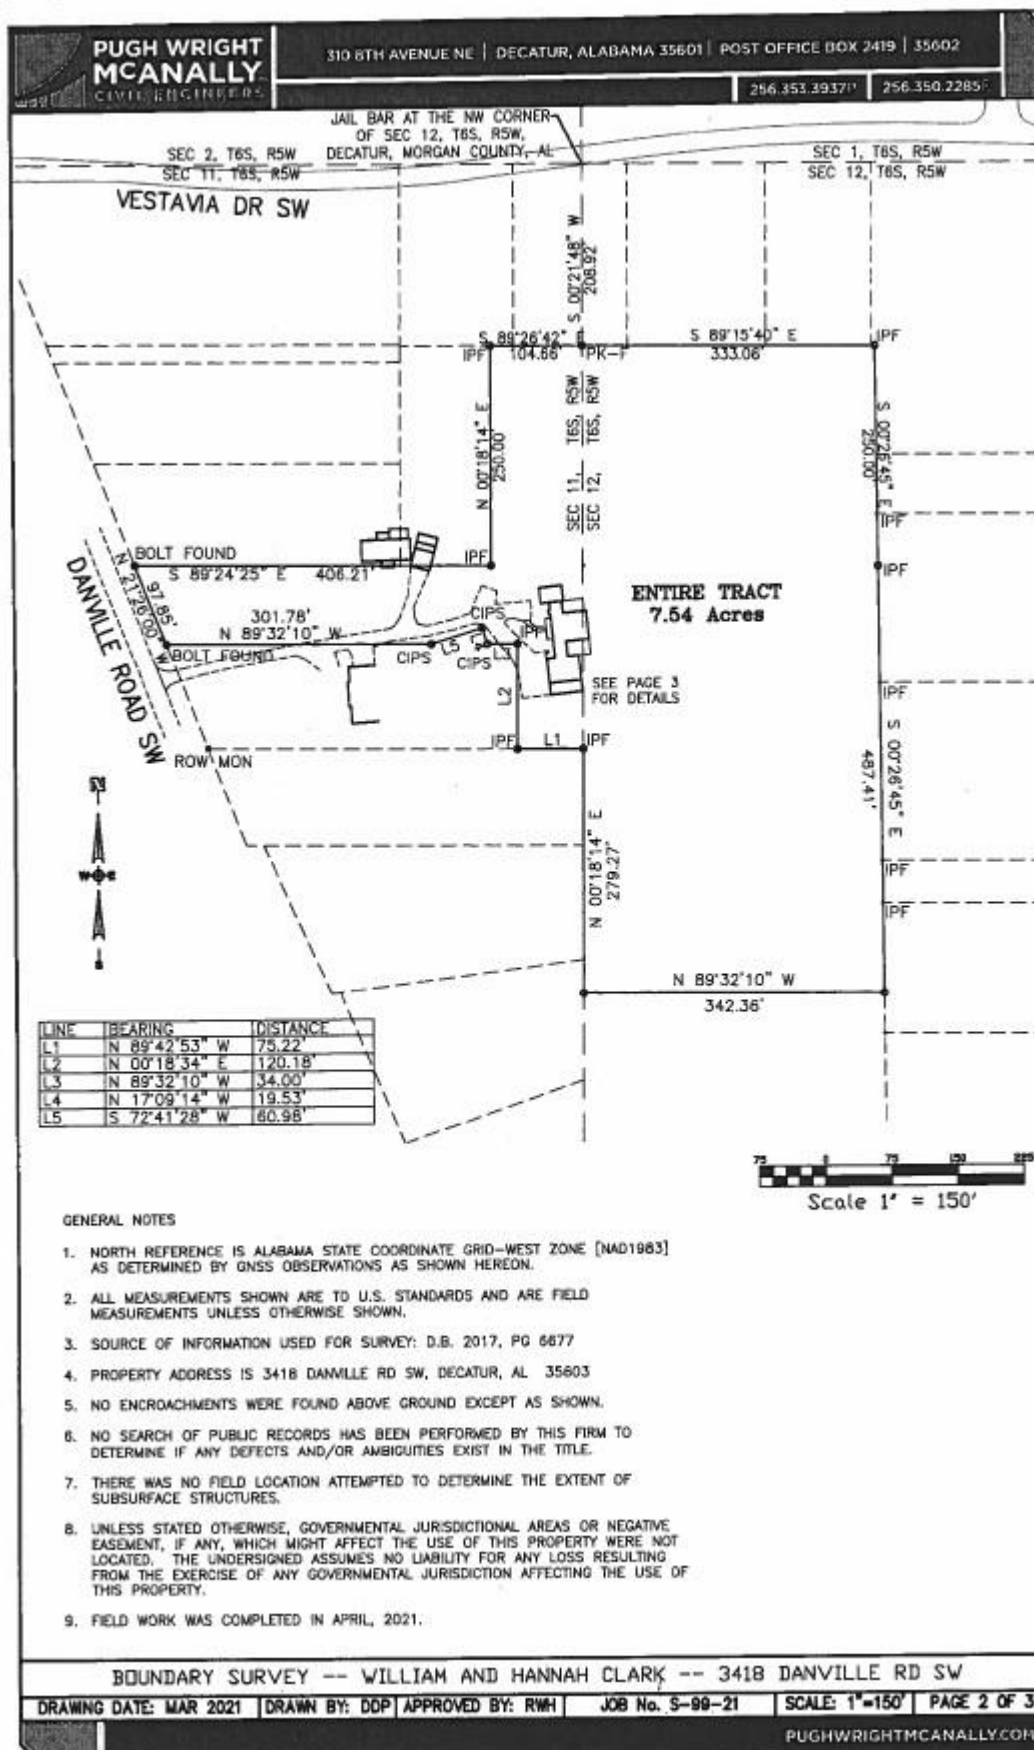 PUGH WRIGHT
McANALLY
CIVIL ENGINEERS
310 8TH AVENUE NE | DECATUR, ALABAMA 35601 | POST OFFICE BOX 2419 | 35602
256.353.3937P
256.350.2285F
JAIL BAR AT THE NW CORNER
OF SEC 12, T6S, R5W,
DECATUR, MORGAN COUNTY, AL
SEC 2, T6S, R5W
SEC 11, T6S, R5W
SEC 1, T6S, R5W
SEC 12, T6S, R5W
VESTAVIA DR SW
S 00°21'48" W
208.92'
S 89°26'42" E
104.66'
S 89°15'40" E
333.06'
IPF
PK-F
IPF
N 00°18'14" E
250.00'
SEC 11, T6S, R5W
SEC 12, T6S, R5W
S 00°26'45" E
250.00'
IPF
BOLT FOUND
S 89°24'25" E 406.21'
IPF
IPF
DANVILLE ROAD SW
N 21°26'00" W
97.85'
301.78'
N 89°32'10" W
BOLT FOUND
ENTIRE TRACT
7.54 Acres
CIPS
IPF
CIPS
L5
CIPS
L4
L3
L2
SEE PAGE 3
FOR DETAILS
IPF
ROW MON
IPF
L1
IPF
S 00°26'45" E
487.41'
N 00°18'14" E
279.27'
IPF
IPF
N
W
E
S
N 89°32'10" W
342.36'
LINE BEARING DISTANCE
L1 N 89°42'53" W 75.22'
L2 N 00°18'34" E 120.18'
L3 N 89°32'10" W 34.00'
L4 N 17°09'14" W 19.53'
L5 S 72°41'28" W 60.98'
75 0 75 150 225
Scale 1" = 150'
GENERAL NOTES
1. NORTH REFERENCE IS ALABAMA STATE COORDINATE GRID-WEST ZONE [NAD1983]
AS DETERMINED BY GNSS OBSERVATIONS AS SHOWN HEREON.
2. ALL MEASUREMENTS SHOWN ARE TO U.S. STANDARDS AND ARE FIELD
MEASUREMENTS UNLESS OTHERWISE SHOWN.
3. SOURCE OF INFORMATION USED FOR SURVEY: D.B. 2017, PG 6677
4. PROPERTY ADDRESS IS 3418 DANVILLE RD SW, DECATUR, AL 35603
5. NO ENCROACHMENTS WERE FOUND ABOVE GROUND EXCEPT AS SHOWN.
6. NO SEARCH OF PUBLIC RECORDS HAS BEEN PERFORMED BY THIS FIRM TO
DETERMINE IF ANY DEFECTS AND/OR AMBIGUITIES EXIST IN THE TITLE.
7. THERE WAS NO FIELD LOCATION ATTEMPTED TO DETERMINE THE EXTENT OF
SUBSURFACE STRUCTURES.
8. UNLESS STATED OTHERWISE, GOVERNMENTAL JURISDICTIONAL AREAS OR NEGATIVE
EASEMENT, IF ANY, WHICH MIGHT AFFECT THE USE OF THIS PROPERTY WERE NOT
LOCATED. THE UNDERSIGNED ASSUMES NO LIABILITY FOR ANY LOSS RESULTING
FROM THE EXERCISE OF ANY GOVERNMENTAL JURISDICTION AFFECTING THE USE OF
THIS PROPERTY.
9. FIELD WORK WAS COMPLETED IN APRIL, 2021.
BOUNDARY SURVEY -- WILLIAM AND HANNAH CLARK -- 3418 DANVILLE RD SW
DRAWING DATE: MAR 2021 DRAWN BY: DDP APPROVED BY: RWH JOB No. S-99-21 SCALE: 1"=150' PAGE 2 OF 3
PUGHWRIGHTMCANALLY.COM